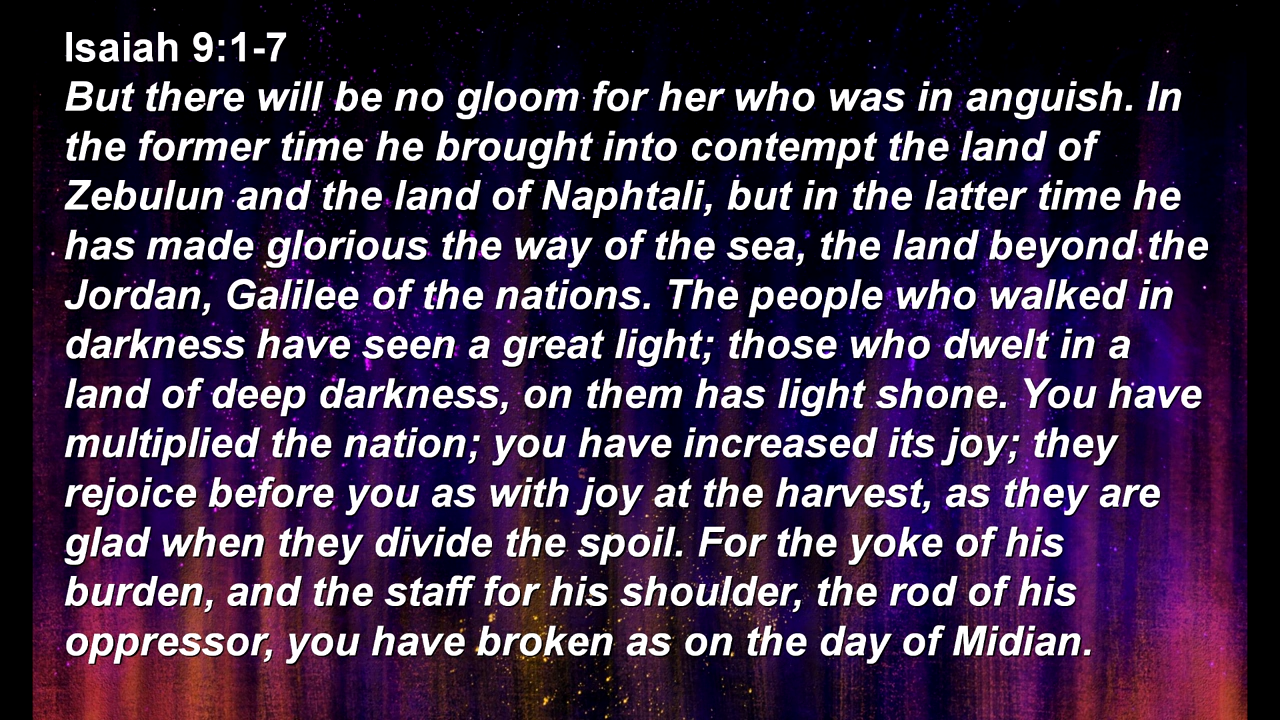 Isaiah 9:1-7
But there will be no gloom for her who was in anguish. In
the former time he brought into contempt the land of
Zebulun and the land of Naphtali, but in the latter time he
has made glorious the way of the sea, the land beyond the
Jordan, Galilee of the nations. The people who walked in
darkness have seen a great light; those who dwelt in a
land of deep darkness, on them has light shone. You have
multiplied the nation; you have increased its joy; they
rejoice before you as with joy at the harvest, as they are
glad when they divide the spoil. For the yoke of his
burden, and the staff for his shoulder, the rod of his
oppressor, you have broken as on the day of Midian.